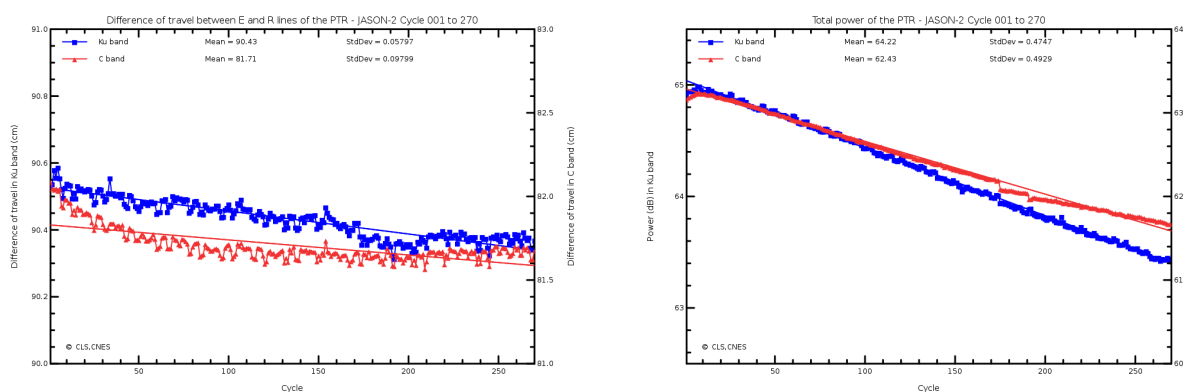 Difference of travel between E and R lines of the PTR - JASON-2 Cycle 001 to 270
91.0
90.8
90.6
90.4
90.2
90.0
83.0
82.5
82.0
81.5
81.0
Ku band Mean = 90.43 StdDev = 0.05797
C band Mean = 81.71 StdDev = 0.09799
Difference of travel in Ku band (cm)
Difference of travel in C band (cm)
© CLS,CNES
50 100 150 200 250
Cycle
Total power of the PTR - JASON-2 Cycle 001 to 270
65
64
63
64
63
62
61
60
Ku band Mean = 64.22 StdDev = 0.4747
C band Mean = 62.43 StdDev = 0.4929
Power (dB) in Ku band
© CLS,CNES
50 100 150 200 250
Cycle